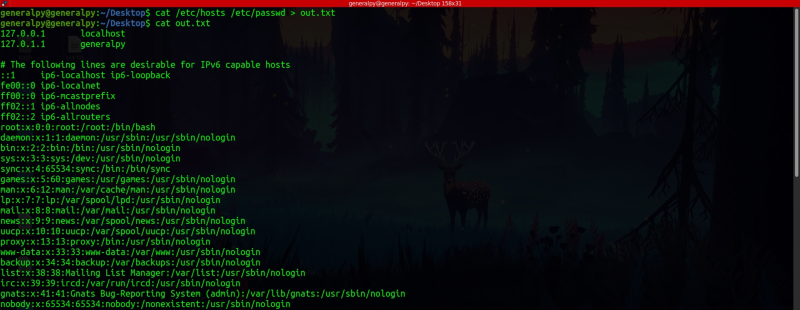 generalpy@generalpy: ~/Desktop 158x31
generalpy@generalpy:~/Desktop$ cat /etc/hosts /etc/passwd > out.txt
generalpy@generalpy:~/Desktop$ cat out.txt
127.0.0.1       localhost
127.0.1.1       generalpy

# The following lines are desirable for IPv6 capable hosts
::1     ip6-localhost ip6-loopback
fe00::0 ip6-localnet
ff00::0 ip6-mcastprefix
ff02::1 ip6-allnodes
ff02::2 ip6-allrouters
root:x:0:0:root:/root:/bin/bash
daemon:x:1:1:daemon:/usr/sbin:/usr/sbin/nologin
bin:x:2:2:bin:/bin:/usr/sbin/nologin
sys:x:3:3:sys:/dev:/usr/sbin/nologin
sync:x:4:65534:sync:/bin:/bin/sync
games:x:5:60:games:/usr/games:/usr/sbin/nologin
man:x:6:12:man:/var/cache/man:/usr/sbin/nologin
lp:x:7:7:lp:/var/spool/lpd:/usr/sbin/nologin
mail:x:8:8:mail:/var/mail:/usr/sbin/nologin
news:x:9:9:news:/var/spool/news:/usr/sbin/nologin
uucp:x:10:10:uucp:/var/spool/uucp:/usr/sbin/nologin
proxy:x:13:13:proxy:/bin:/usr/sbin/nologin
www-data:x:33:33:www-data:/var/www:/usr/sbin/nologin
backup:x:34:34:backup:/var/backups:/usr/sbin/nologin
list:x:38:38:Mailing List Manager:/var/list:/usr/sbin/nologin
irc:x:39:39:ircd:/var/run/ircd:/usr/sbin/nologin
gnats:x:41:41:Gnats Bug-Reporting System (admin):/var/lib/gnats:/usr/sbin/nologin
nobody:x:65534:65534:nobody:/nonexistent:/usr/sbin/nologin